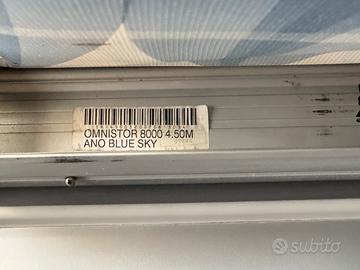 OMNISTOR 8000 4.50M
ANO BLUE SKY
subito